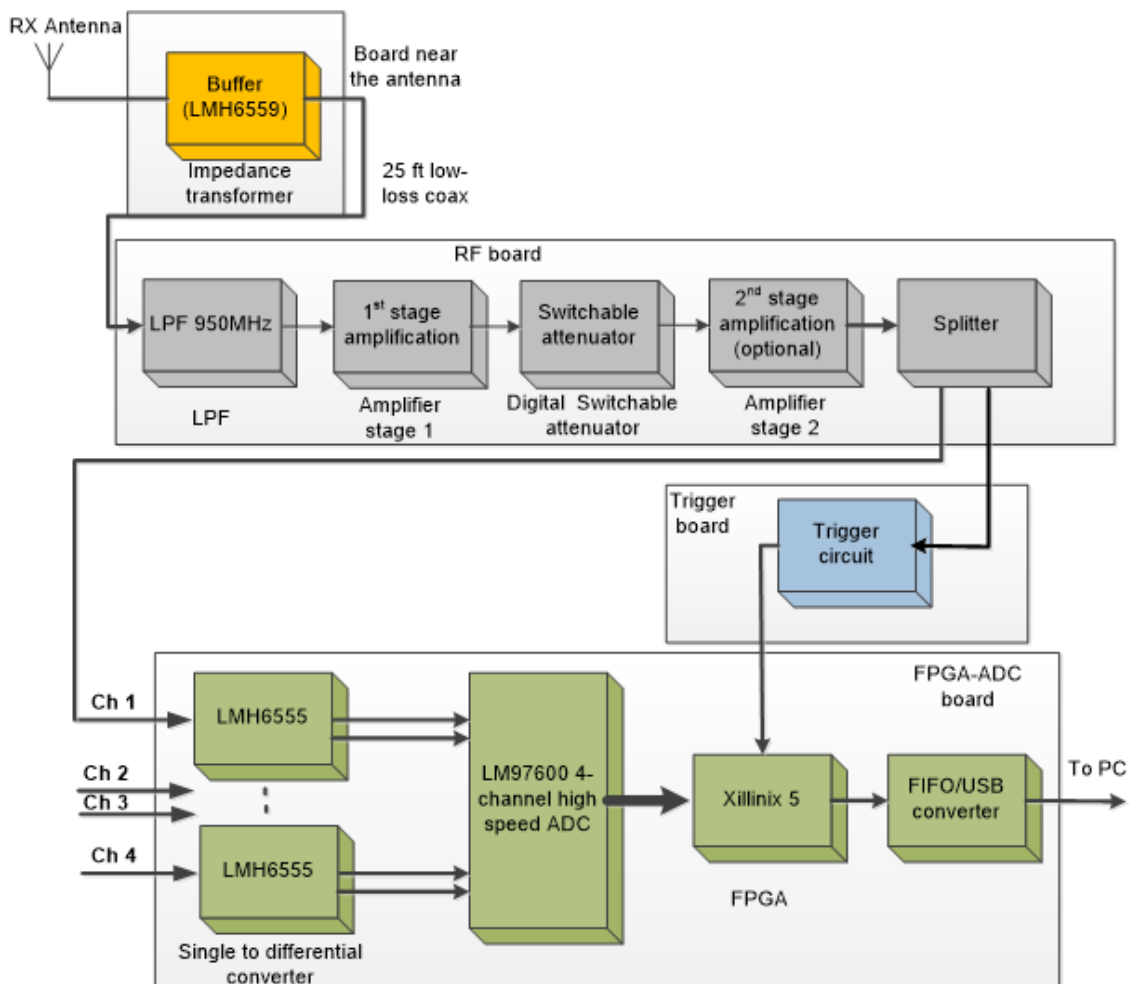 RX Antenna
Buffer
(LMH6559)
Impedance
transformer
Board near
the antenna
25 ft low-
loss coax
RF board
LPF 950MHz
LPF
1st stage
amplification
Amplifier
stage 1
Switchable
attenuator
Digital Switchable
attenuator
2nd stage
amplification
(optional)
Amplifier
stage 2
Splitter
Trigger
board
Trigger
circuit
FPGA-ADC
board
Ch 1
Ch 2
Ch 3
Ch 4
LMH6555
LMH6555
Single to differential
converter
LM97600 4-
channel high
speed ADC
Xillinix 5
FPGA
FIFO/USB
converter
To PC